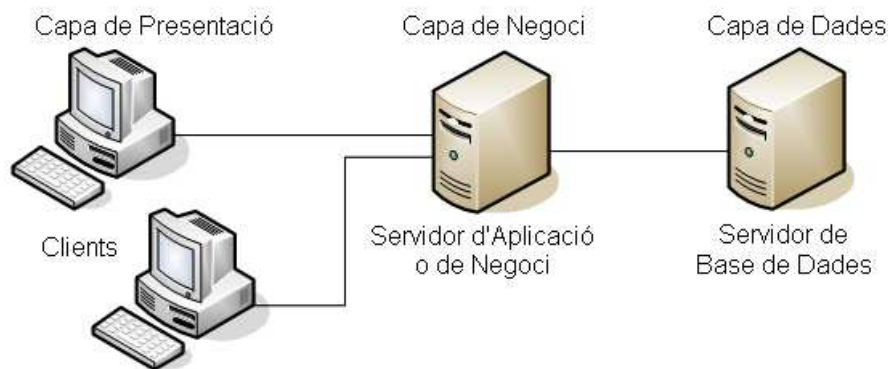 Capa de Presentació
Capa de Negoci
Capa de Dades
Clients
Servidor d'Aplicació
o de Negoci
Servidor de
Base de Dades